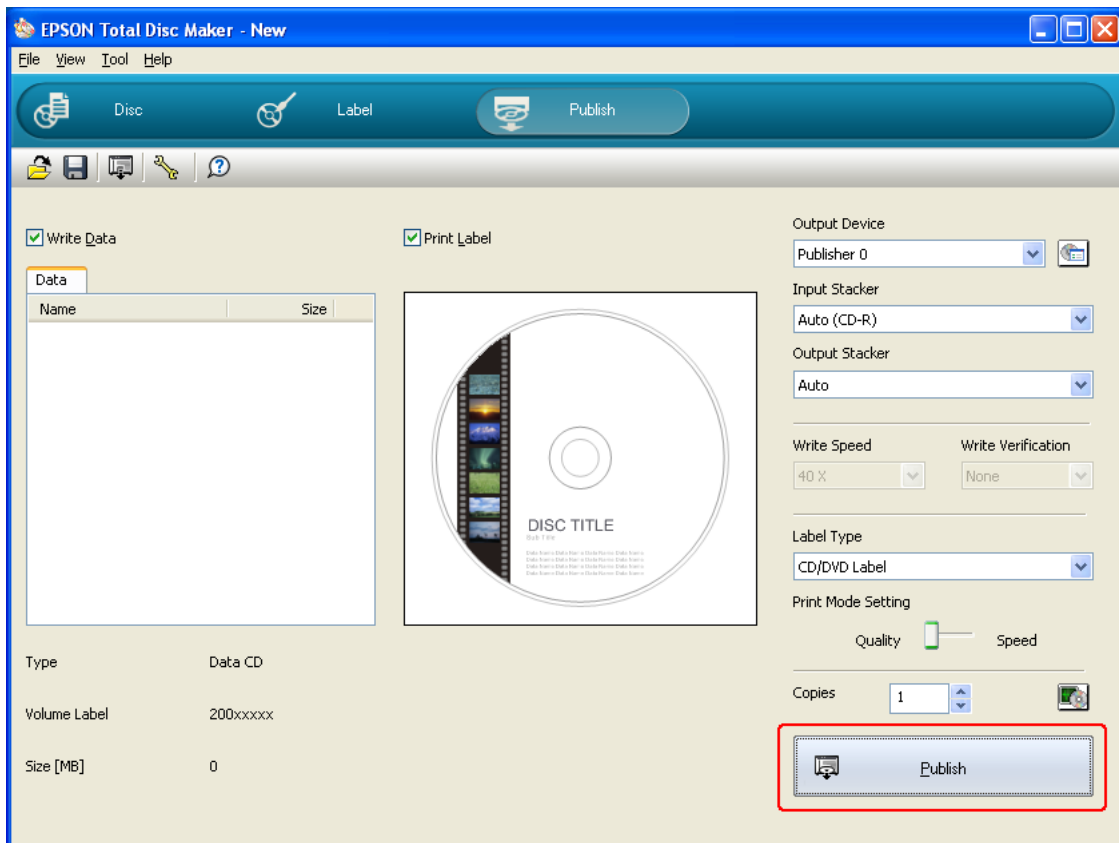 EPSON Total Disc Maker - New
File View Tool Help
Disc Label Publish
Write Data
Print Label
Data
Name Size
DISC TITLE
Sub Title
Type Data CD
Volume Label 200xxxxx
Size [MB] 0
Output Device
Publisher 0
Input Stacker
Auto (CD-R)
Output Stacker
Auto
Write Speed Write Verification
40 X None
Label Type
CD/DVD Label
Print Mode Setting
Quality Speed
Copies 1
Publish